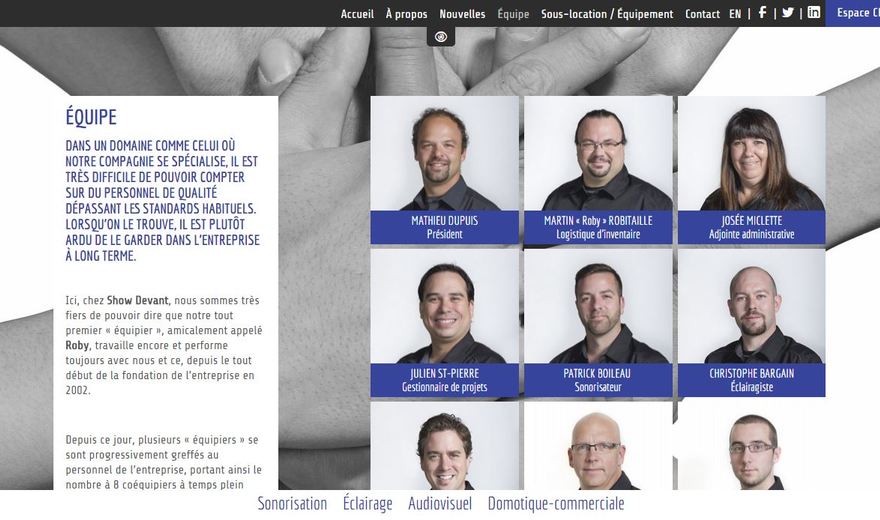 Accueil À propos Nouvelles Équipe Sous-location / Équipement Contact EN | f | | in Espace
ÉQUIPE
DANS UN DOMAINE COMME CELUI OÙ
NOTRE COMPAGNIE SE SPÉCIALISE, IL EST
TRÈS DIFFICILE DE POUVOIR COMPTER
SUR DU PERSONNEL DE QUALITÉ
DÉPASSANT LES STANDARDS HABITUELS.
LORSQU'ON LE TROUVE, IL EST PLUTÔT
ARDU DE LE GARDER DANS L'ENTREPRISE
À LONG TERME.
Ici, chez Show Devant, nous sommes très
fiers de pouvoir dire que notre tout
premier « équipier », amicalement appelé
Roby, travaille encore et performe
toujours avec nous et ce, depuis le tout
début de la fondation de l'entreprise en
2002.
Depuis ce jour, plusieurs « équipiers » se
sont progressivement greffés au
personnel de l'entreprise, portant ainsi le
nombre à 8 coéquipiers à temps plein
MATHIEU DUPUIS
Président
MARTIN « Roby » ROBITAILLE
Logistique d'inventaire
JOSÉE MICLETTE
Adjointe administrative
JULIEN ST-PIERRE
Gestionnaire de projets
PATRICK BOILEAU
Sonorisateur
CHRISTOPHE BARGAIN
Éclairagiste
Sonorisation Éclairage Audiovisuel Domotique-commerciale